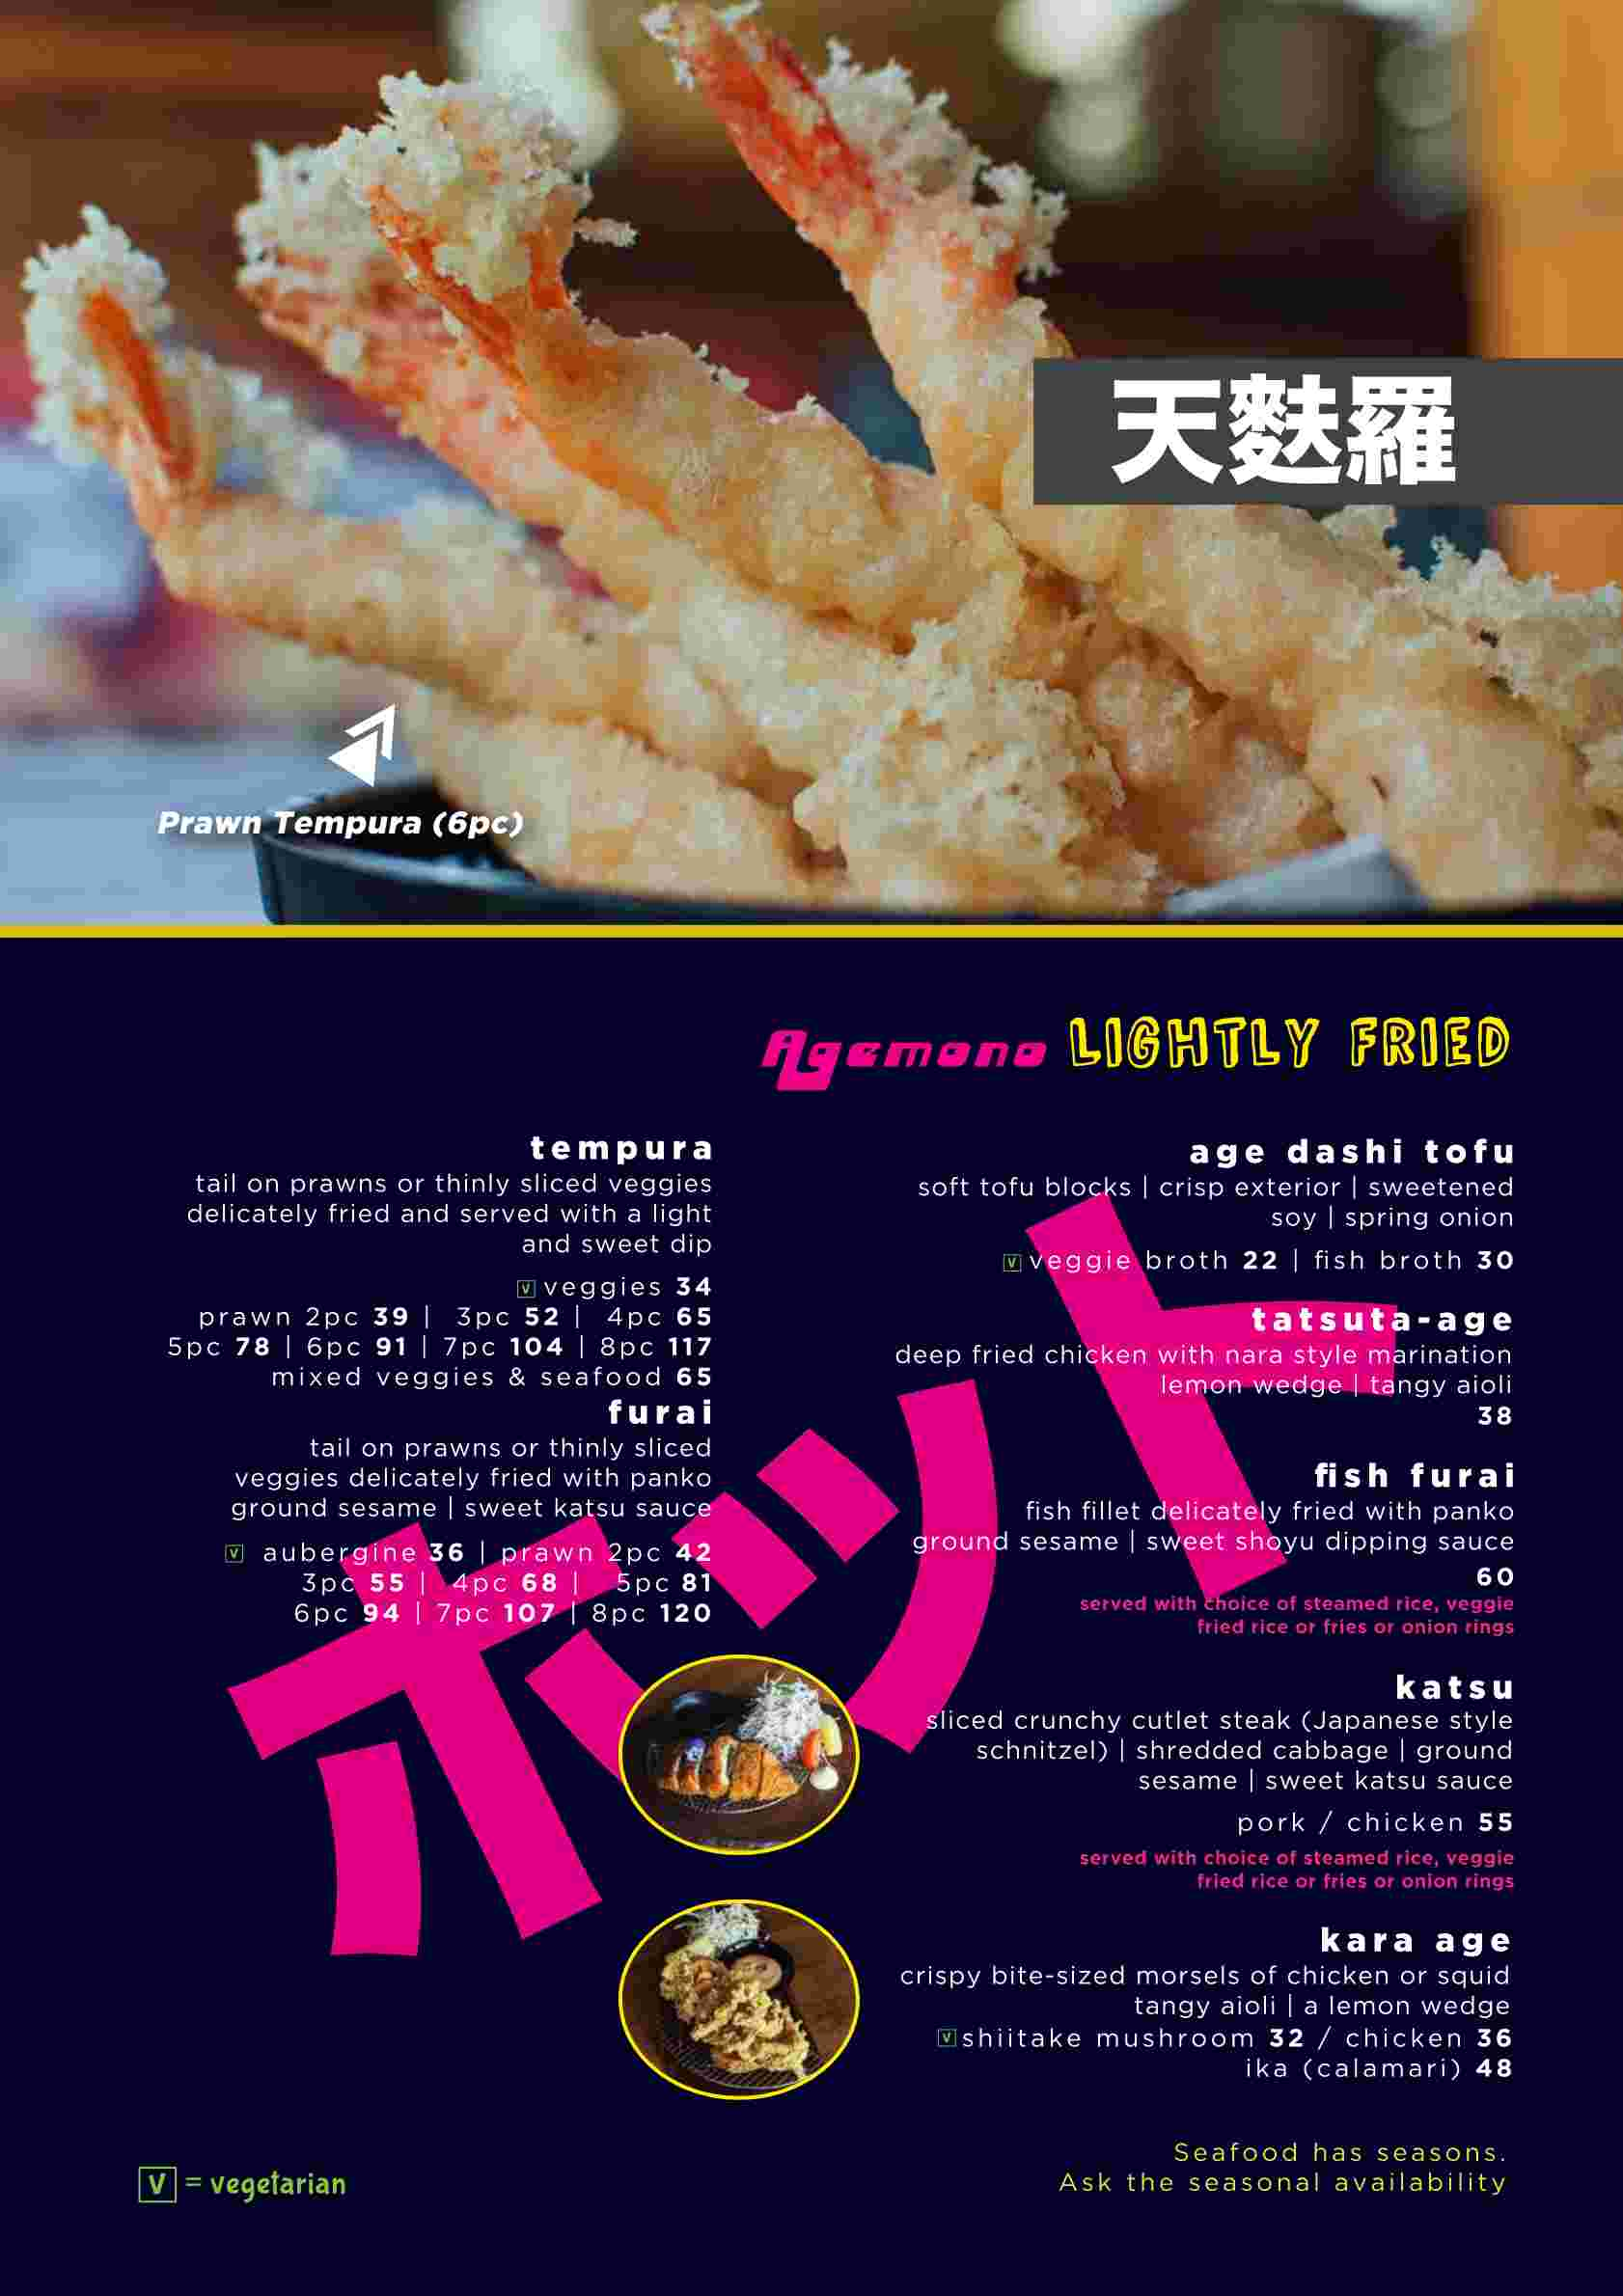 天麩羅
Prawn Tempura (6pc)
Agemono LIGHTLY FRIED
tempura
tail on prawns or thinly sliced veggies
delicately fried and served with a light
and sweet dip
V veggies 34
prawn 2pc 39 | 3pc 52 | 4pc 65
5pc 78 | 6pc 91 | 7pc 104 | 8pc 117
mixed veggies & seafood 65
furai
tail on prawns or thinly sliced
veggies delicately fried with panko
ground sesame | sweet katsu sauce
V aubergine 36 | prawn 2pc 42
3pc 55 | 4pc 68 | 5pc 81
6pc 94 | 7pc 107 | 8pc 120
age dashi tofu
soft tofu blocks | crisp exterior | sweetened
soy | spring onion
V veggie broth 22 | fish broth 30
tatsuta-age
deep fried chicken with nara style marination
lemon wedge | tangy aioli
38
fish furai
fish fillet delicately fried with panko
ground sesame | sweet shoyu dipping sauce
60
served with choice of steamed rice, veggie
fried rice or fries or onion rings
katsu
sliced crunchy cutlet steak (Japanese style
schnitzel) | shredded cabbage | ground
sesame | sweet katsu sauce
pork / chicken 55
served with choice of steamed rice, veggie
fried rice or fries or onion rings
kara age
crispy bite-sized morsels of chicken or squid
tangy aioli | a lemon wedge
V shiitake mushroom 32 / chicken 36
ika (calamari) 48
ホット
V = vegetarian
Seafood has seasons.
Ask the seasonal availability